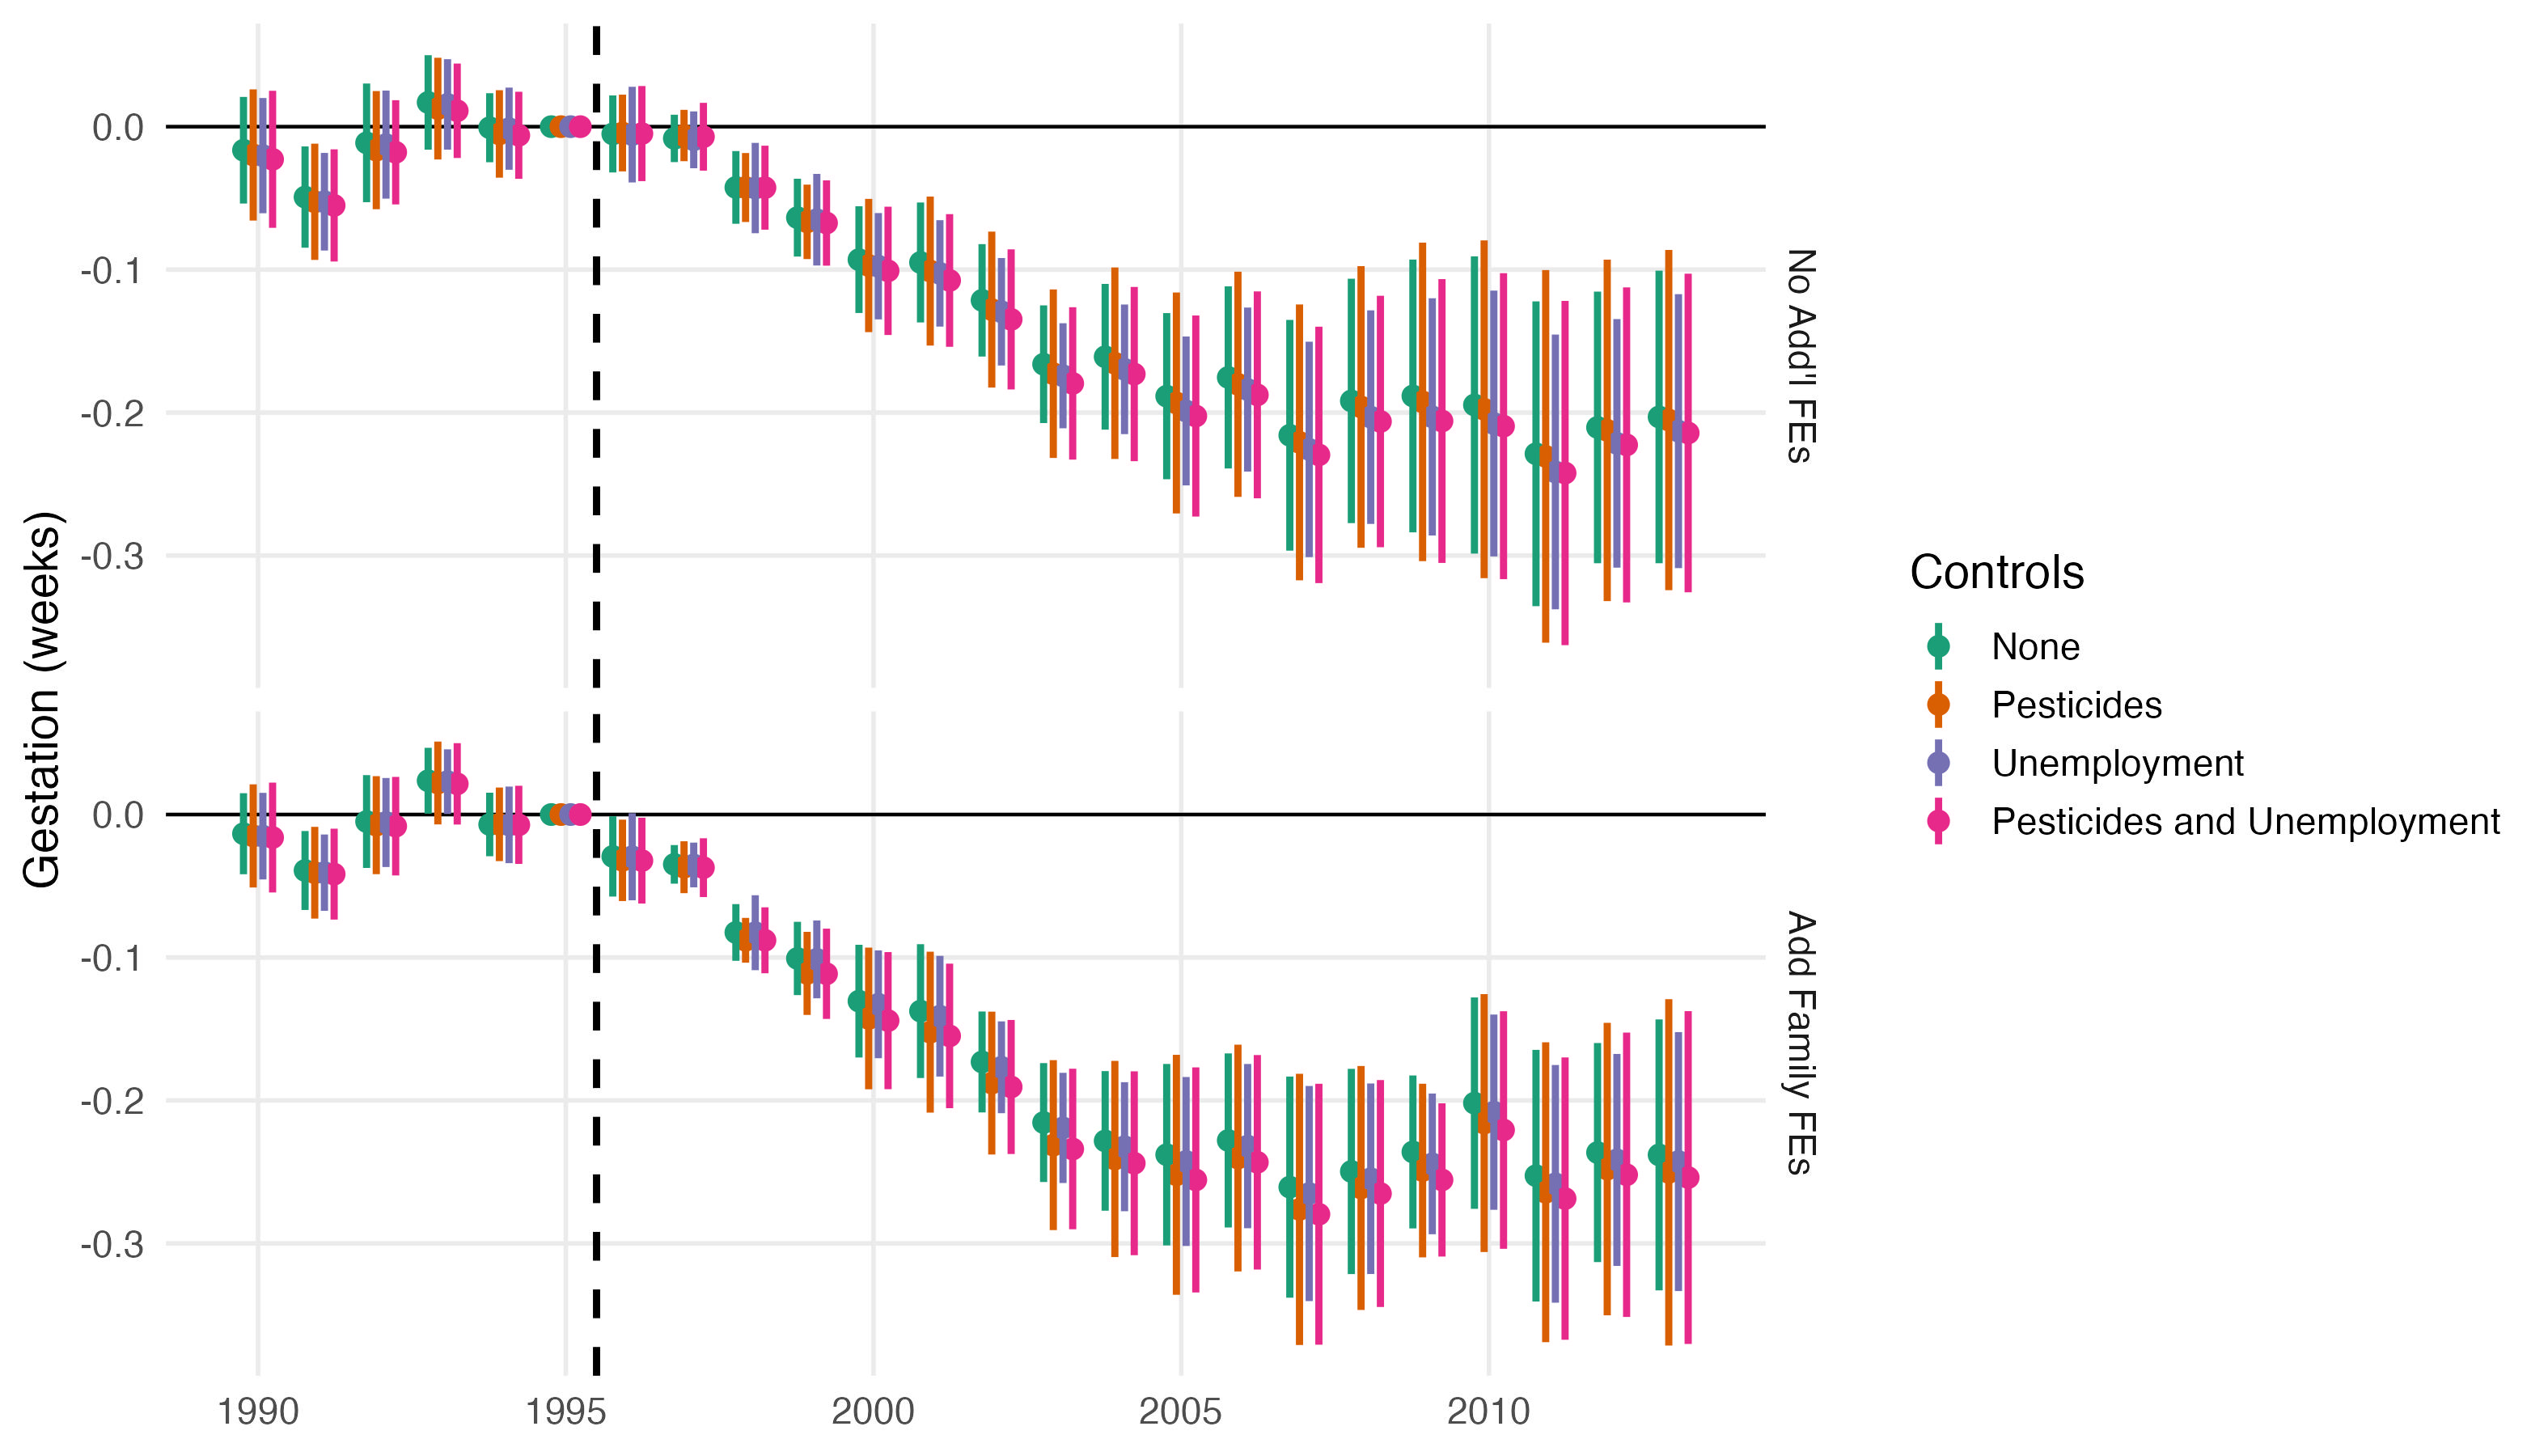 Gestation (weeks)
0.0
-0.1
-0.2
-0.3
No Add'l FEs
0.0
-0.1
-0.2
-0.3
Add Family FEs
1990
1995
2000
2005
2010
Controls
None
Pesticides
Unemployment
Pesticides and Unemployment